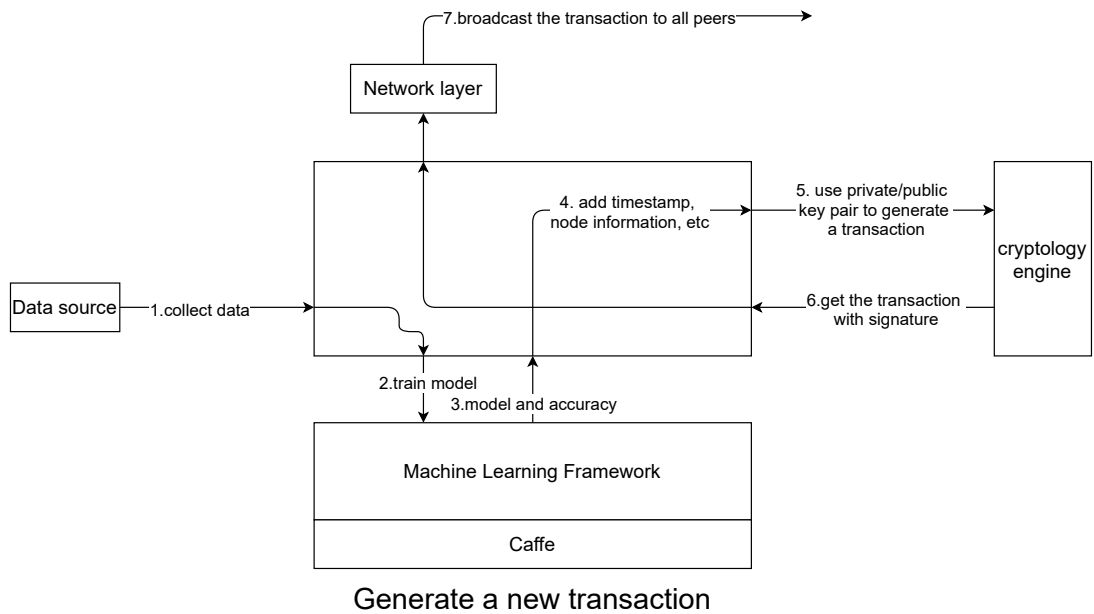 7.broadcast the transaction to all peers
Network layer
4. add timestamp,
node information, etc
5. use private/public
key pair to generate
a transaction
cryptology
engine
Data source
1.collect data
6.get the transaction
with signature
2.train model
3.model and accuracy
Machine Learning Framework
Caffe
Generate a new transaction